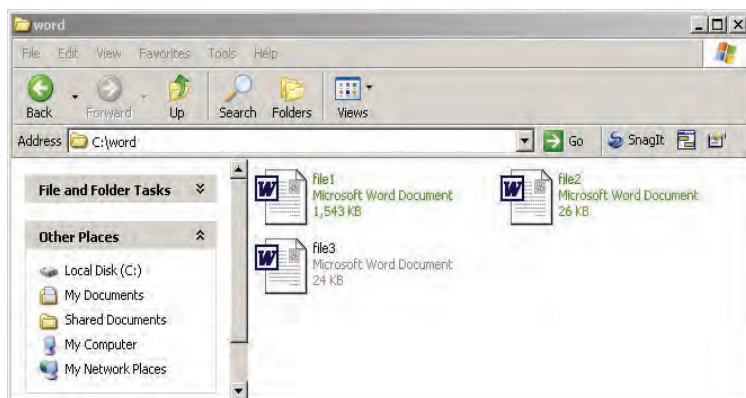 word
File Edit View Favorites Tools Help
Back Forward Up Search Folders Views
Address C:\word Go SnagIt
File and Folder Tasks
Other Places
Local Disk (C:)
My Documents
Shared Documents
My Computer
My Network Places
file1
Microsoft Word Document
1,543 KB
file2
Microsoft Word Document
26 KB
file3
Microsoft Word Document
24 KB